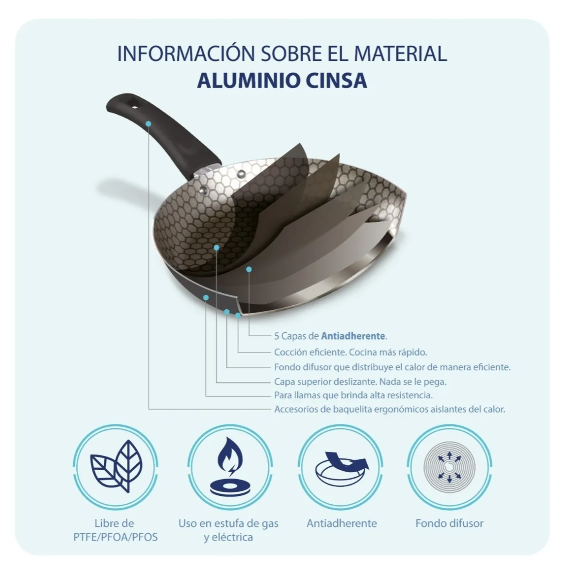 INFORMACIÓN SOBRE EL MATERIAL
ALUMINIO CINSA
5 Capas de Antiadherente.
Cocción eficiente. Cocina más rápido.
Fondo difusor que distribuye el calor de manera eficiente.
Capa superior deslizante. Nada se le pega.
Para llamas que brinda alta resistencia.
Accesorios de baquelita ergonómicos aislantes del calor.
Libre de
PTFE/PFOA/PFOS
Uso en estufa de gas
y eléctrica
Antiadherente
Fondo difusor